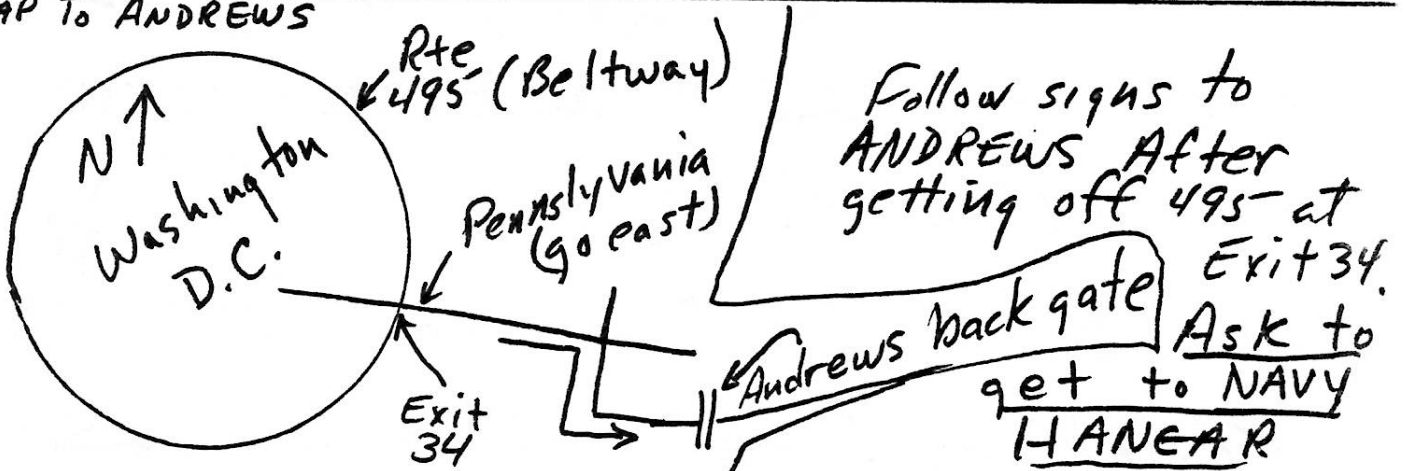 AP To ANDREWS
Rte
495 (Beltway)
N
Washington
D.C.
Pennslyvania
(go east)
Exit
34
Andrews back gate
Follow signs to
ANDREWS After
getting off 495 at
Exit 34.
Ask to
get to NAVY
HANEAR